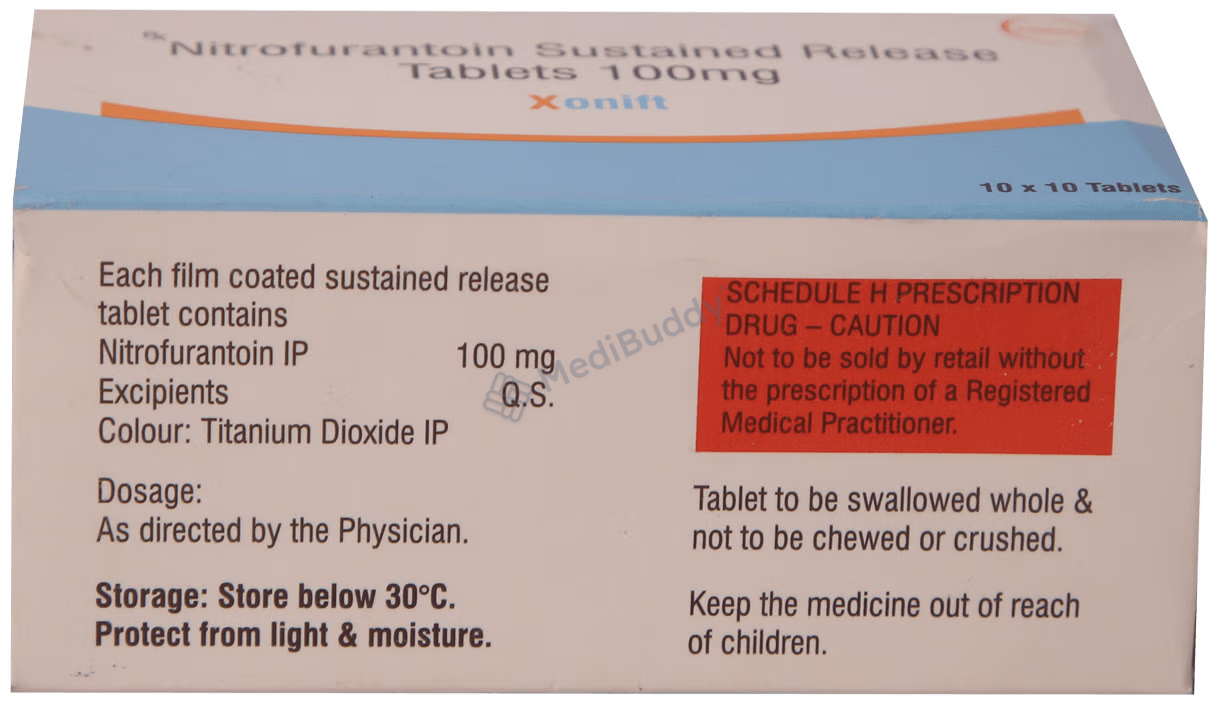 Rx Nitrofurantoin Sustained Release
Tablets 100mg
Xonift
10 x 10 Tablets
Each film coated sustained release
tablet contains
Nitrofurantoin IP 100 mg
Excipients Q.S.
Colour: Titanium Dioxide IP
Dosage:
As directed by the Physician.
Storage: Store below 30°C.
Protect from light & moisture.
MediBuddy
SCHEDULE H PRESCRIPTION
DRUG – CAUTION
Not to be sold by retail without
the prescription of a Registered
Medical Practitioner.
Tablet to be swallowed whole &
not to be chewed or crushed.
Keep the medicine out of reach
of children.